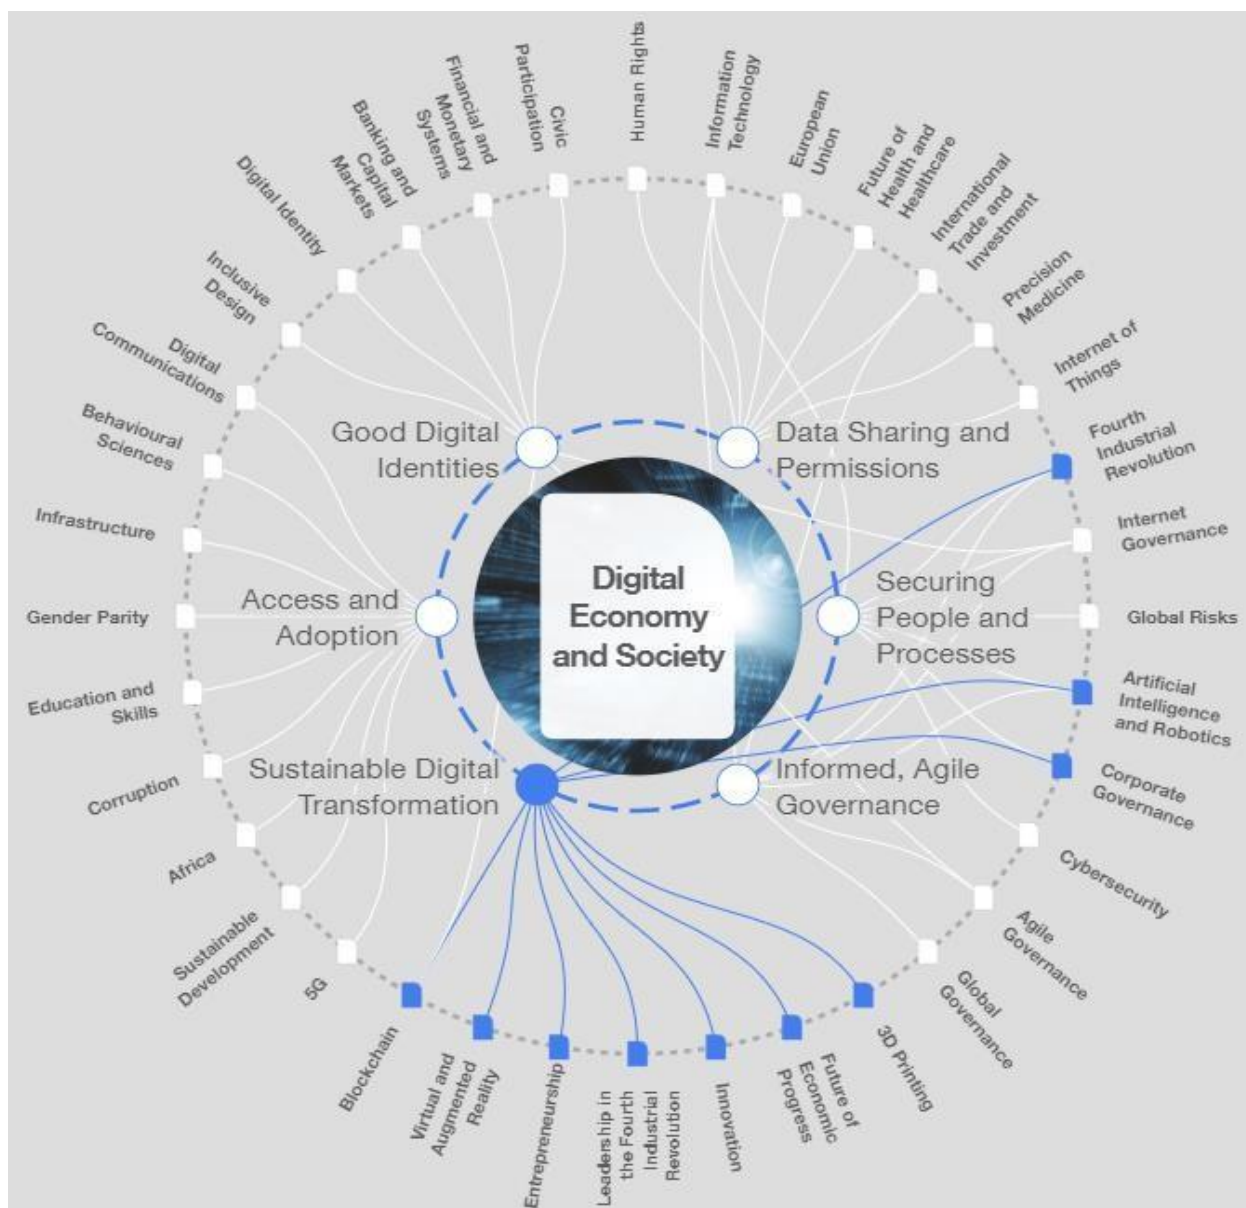 Human Rights
Information
Technology
European
Union
Future of
Health and
Healthcare
International
Trade and
Investment
Precision
Medicine
Internet of
Things
Fourth
Industrial
Revolution
Internet
Governance
Global Risks
Artificial
Intelligence
and Robotics
Corporate
Governance
Cybersecurity
Agile
Governance
Global
Governance
3D Printing
Future of
Economic
Progress
Innovation
Leadership in
the Fourth
Industrial
Revolution
Entrepreneurship
Virtual and
Augmented
Reality
Blockchain
5G
Sustainable
Development
Africa
Corruption
Education and
Skills
Gender Parity
Infrastructure
Behavioural
Sciences
Digital
Communications
Inclusive
Design
Digital Identity
Banking and
Capital
Markets
Financial and
Monetary
Systems
Civic
Participation
Good Digital
Identities
Data Sharing and
Permissions
Securing
People and
Processes
Informed, Agile
Governance
Sustainable Digital
Transformation
Access and
Adoption
Digital
Economy
and Society